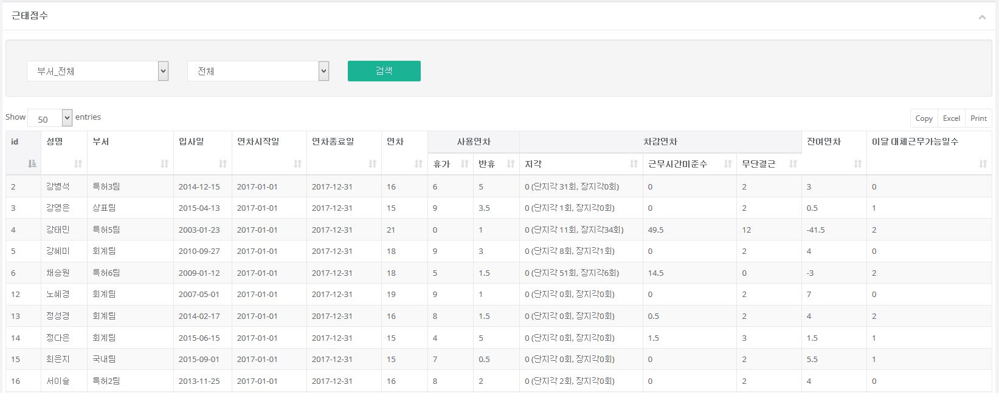 근태점수
부서_전체 전체 검색
Show 50 entries Copy Excel Print
id 성명 부서 입사일 연차시작일 연차종료일 연차 사용연차 차감연차 잔여연차 이달 대체근무가능일수
휴가 반휴 지각 근무시간미준수 무단결근
2 강병석 특허3팀 2014-12-15 2017-01-01 2017-12-31 16 6 5 0 (단지각 31회, 장지각0회) 0 2 3 0
3 강명은 상표팀 2015-04-13 2017-01-01 2017-12-31 15 9 3.5 0 (단지각 1회, 장지각0회) 0 2 0.5 1
4 강태민 특허5팀 2003-01-23 2017-01-01 2017-12-31 21 0 1 0 (단지각 11회, 장지각34회) 49.5 12 -41.5 2
5 강혜미 회계팀 2010-09-27 2017-01-01 2017-12-31 18 9 3 0 (단지각 8회, 장지각1회) 0 2 4 0
6 채승원 특허6팀 2009-01-12 2017-01-01 2017-12-31 18 5 1.5 0 (단지각 51회, 장지각6회) 14.5 0 -3 2
12 노혜경 회계팀 2007-05-01 2017-01-01 2017-12-31 19 9 1 0 (단지각 0회, 장지각0회) 0 2 7 0
13 정성경 회계팀 2014-02-17 2017-01-01 2017-12-31 16 8 1.5 0 (단지각 0회, 장지각0회) 0.5 2 4 2
14 정다은 회계팀 2015-06-15 2017-01-01 2017-12-31 15 4 5 0 (단지각 0회, 장지각0회) 1.5 3 1.5 1
15 최은지 국내팀 2015-09-01 2017-01-01 2017-12-31 15 7 0.5 0 (단지각 0회, 장지각0회) 0 2 5.5 1
16 서이슬 특허2팀 2013-11-25 2017-01-01 2017-12-31 16 8 2 0 (단지각 2회, 장지각0회) 0 2 4 0